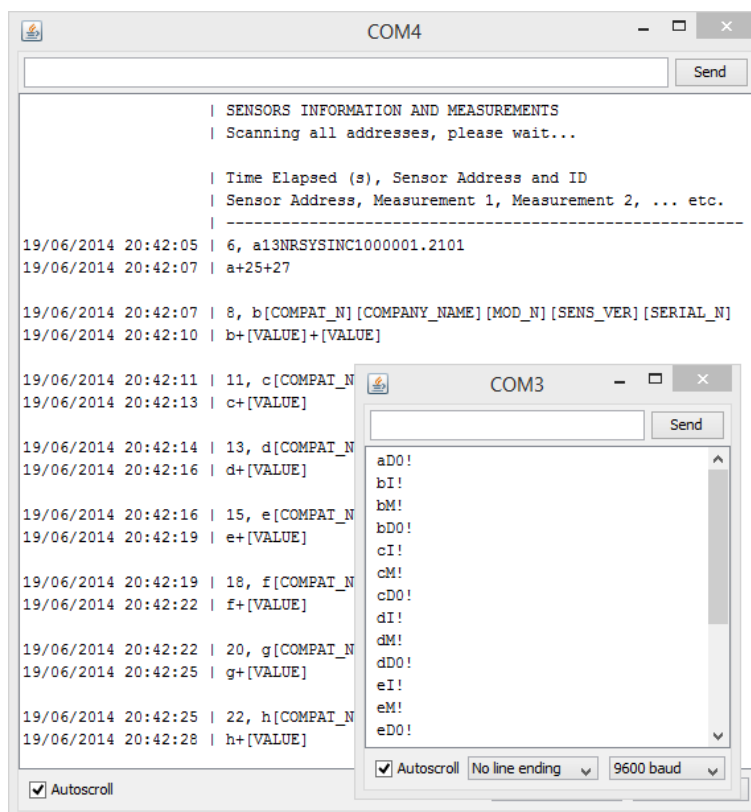 COM4
Send
| SENSORS INFORMATION AND MEASUREMENTS
| Scanning all addresses, please wait...
|
| Time Elapsed (s), Sensor Address and ID
| Sensor Address, Measurement 1, Measurement 2, ... etc.
| --------------------------------------------------------
19/06/2014 20:42:05 | 6, a13NRSYSINC1000001.2101
19/06/2014 20:42:07 | a+25+27
19/06/2014 20:42:07 | 8, b[COMPAT_N][COMPANY_NAME][MOD_N][SENS_VER][SERIAL_N]
19/06/2014 20:42:10 | b+[VALUE]+[VALUE]
19/06/2014 20:42:11 | 11, c[COMPAT_N
19/06/2014 20:42:13 | c+[VALUE]
19/06/2014 20:42:14 | 13, d[COMPAT_N
19/06/2014 20:42:16 | d+[VALUE]
19/06/2014 20:42:16 | 15, e[COMPAT_N
19/06/2014 20:42:19 | e+[VALUE]
19/06/2014 20:42:19 | 18, f[COMPAT_N
19/06/2014 20:42:22 | f+[VALUE]
19/06/2014 20:42:22 | 20, g[COMPAT_N
19/06/2014 20:42:25 | g+[VALUE]
19/06/2014 20:42:25 | 22, h[COMPAT_N
19/06/2014 20:42:28 | h+[VALUE]
Autoscroll
COM3
Send
aD0!
bI!
bM!
bD0!
cI!
cM!
cD0!
dI!
dM!
dD0!
eI!
eM!
eD0!
Autoscroll No line ending 9600 baud